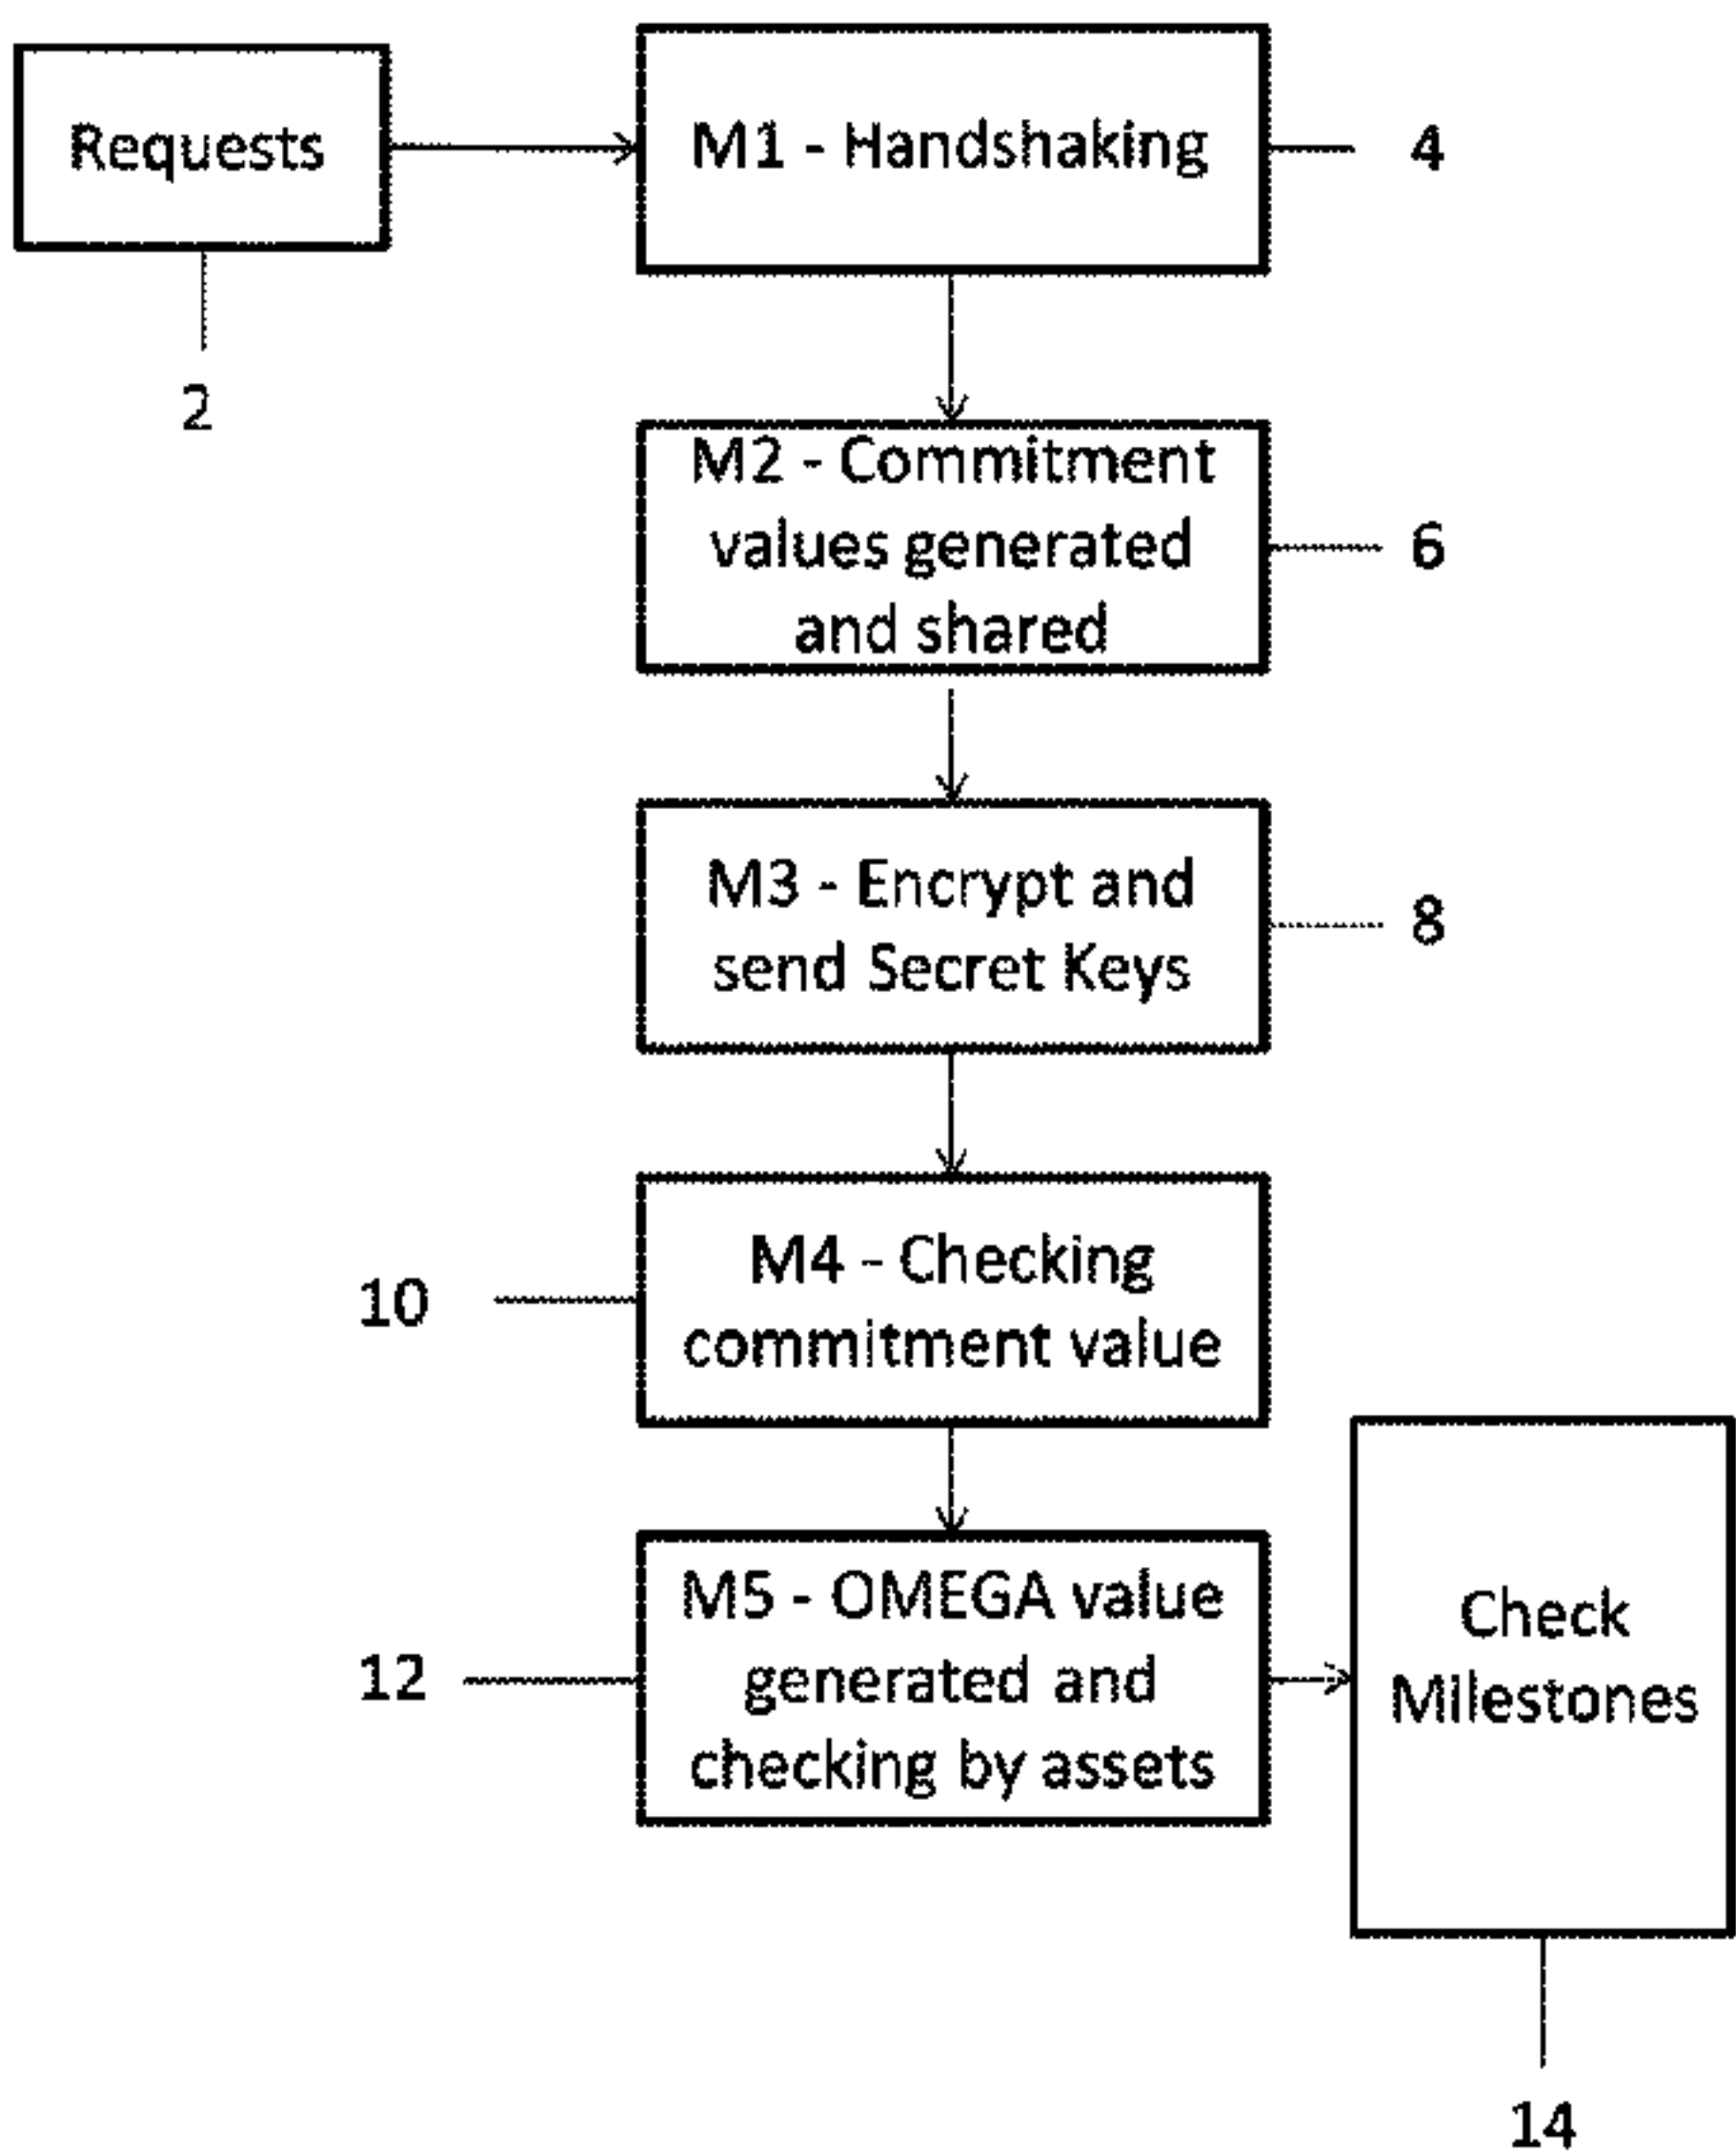 Requests
M1 - Handshaking
4
2
M2 - Commitment
values generated
and shared
6
M3 - Encrypt and
send Secret Keys
8
M4 - Checking
commitment value
10
M5 - OMEGA value
generated and
checking by assets
12
Check
Milestones
14